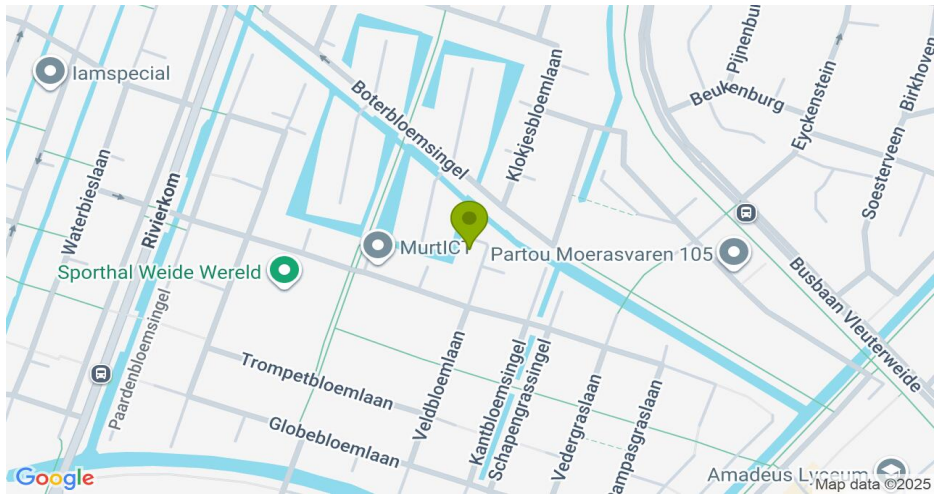 Iamspecial
Boterbloemsingel
Klokjesbloemlaan
Beukenburg
Pijnenburg
Eyckenstein
Birkhoven
Soesterveen
Waterbieslaan
Rivierkom
MurtICT
Partou Moerasvaren 105
Sporthal Weide Wereld
Busbaan Vleuterweide
Paardenbloemsingel
Trompetbloemlaan
Globebloemlaan
Veldbloemlaan
Kantbloemsingel
Schapengrassingel
Vedergraslaan
Pampasgraslaan
Amadeus Lyceum
Google
Map data ©2025